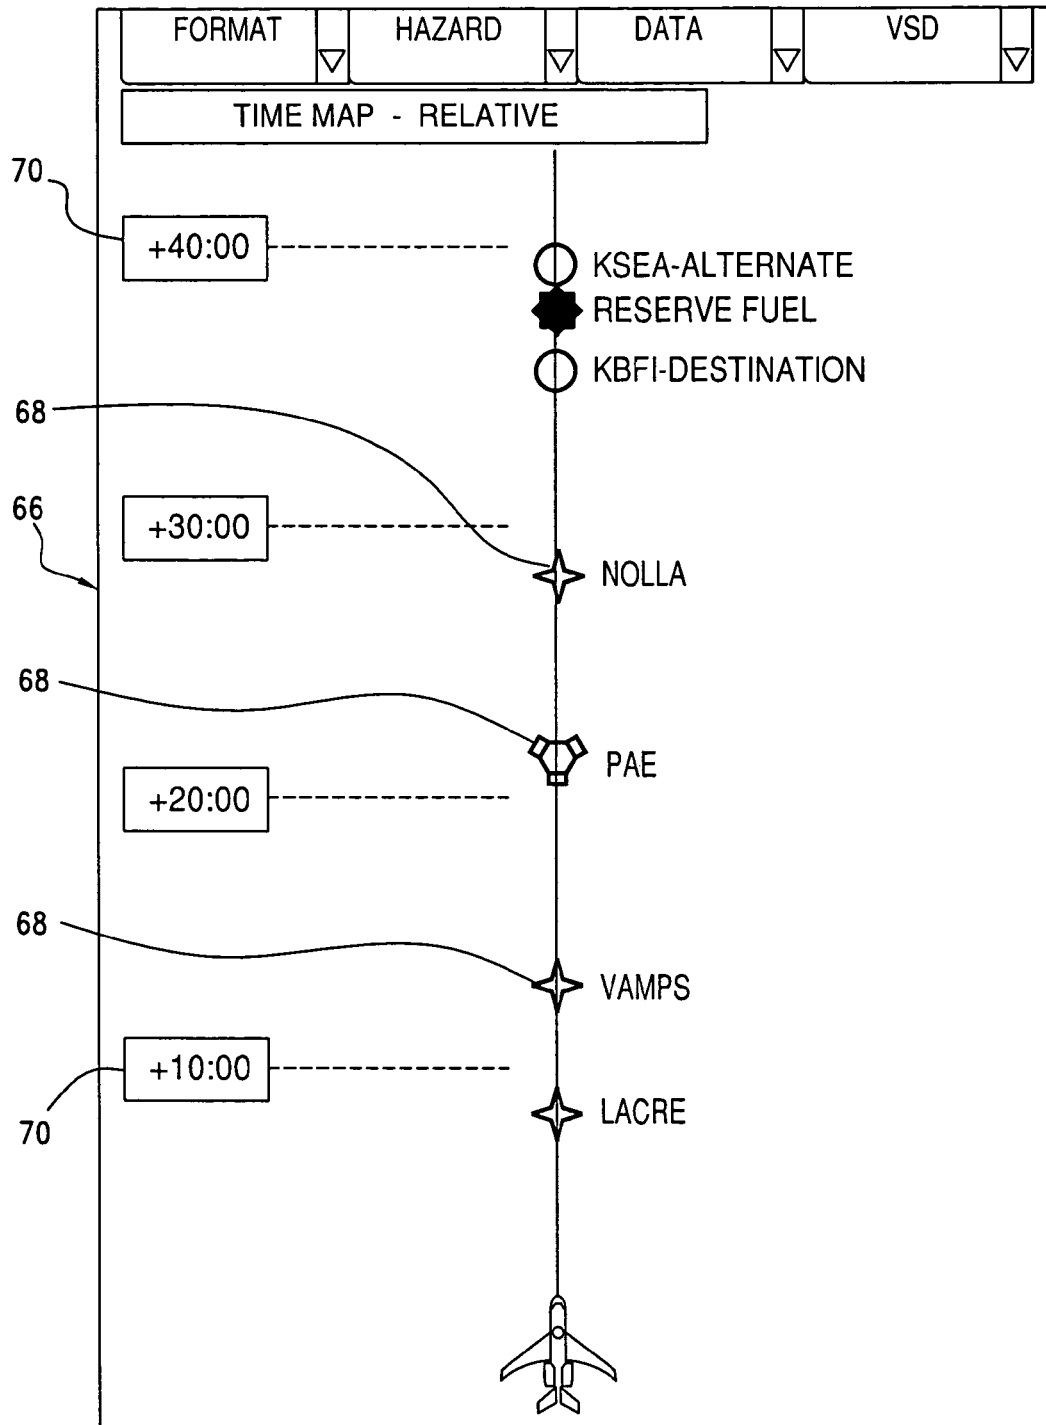 FORMAT HAZARD DATA VSD
TIME MAP - RELATIVE
70
+40:00
KSEA-ALTERNATE
RESERVE FUEL
KBFI-DESTINATION
68
66
+30:00
NOLLA
68
PAE
+20:00
68
VAMPS
+10:00
LACRE
70